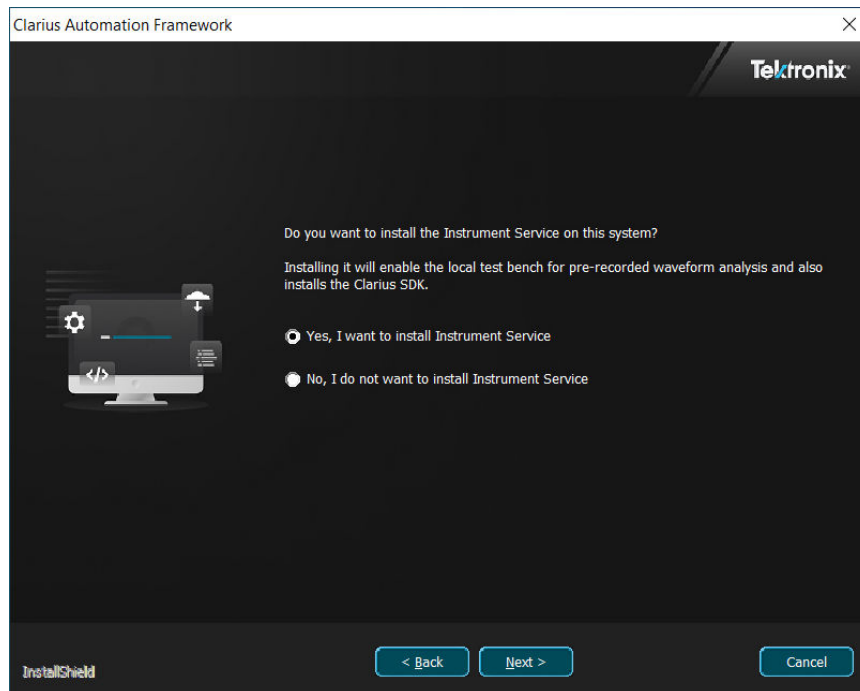 Clarius Automation Framework
Tektronix
Do you want to install the Instrument Service on this system?
Installing it will enable the local test bench for pre-recorded waveform analysis and also
installs the Clarius SDK.
Yes, I want to install Instrument Service
</>
No, I do not want to install Instrument Service
InstallShield
< Back
Next >
Cancel